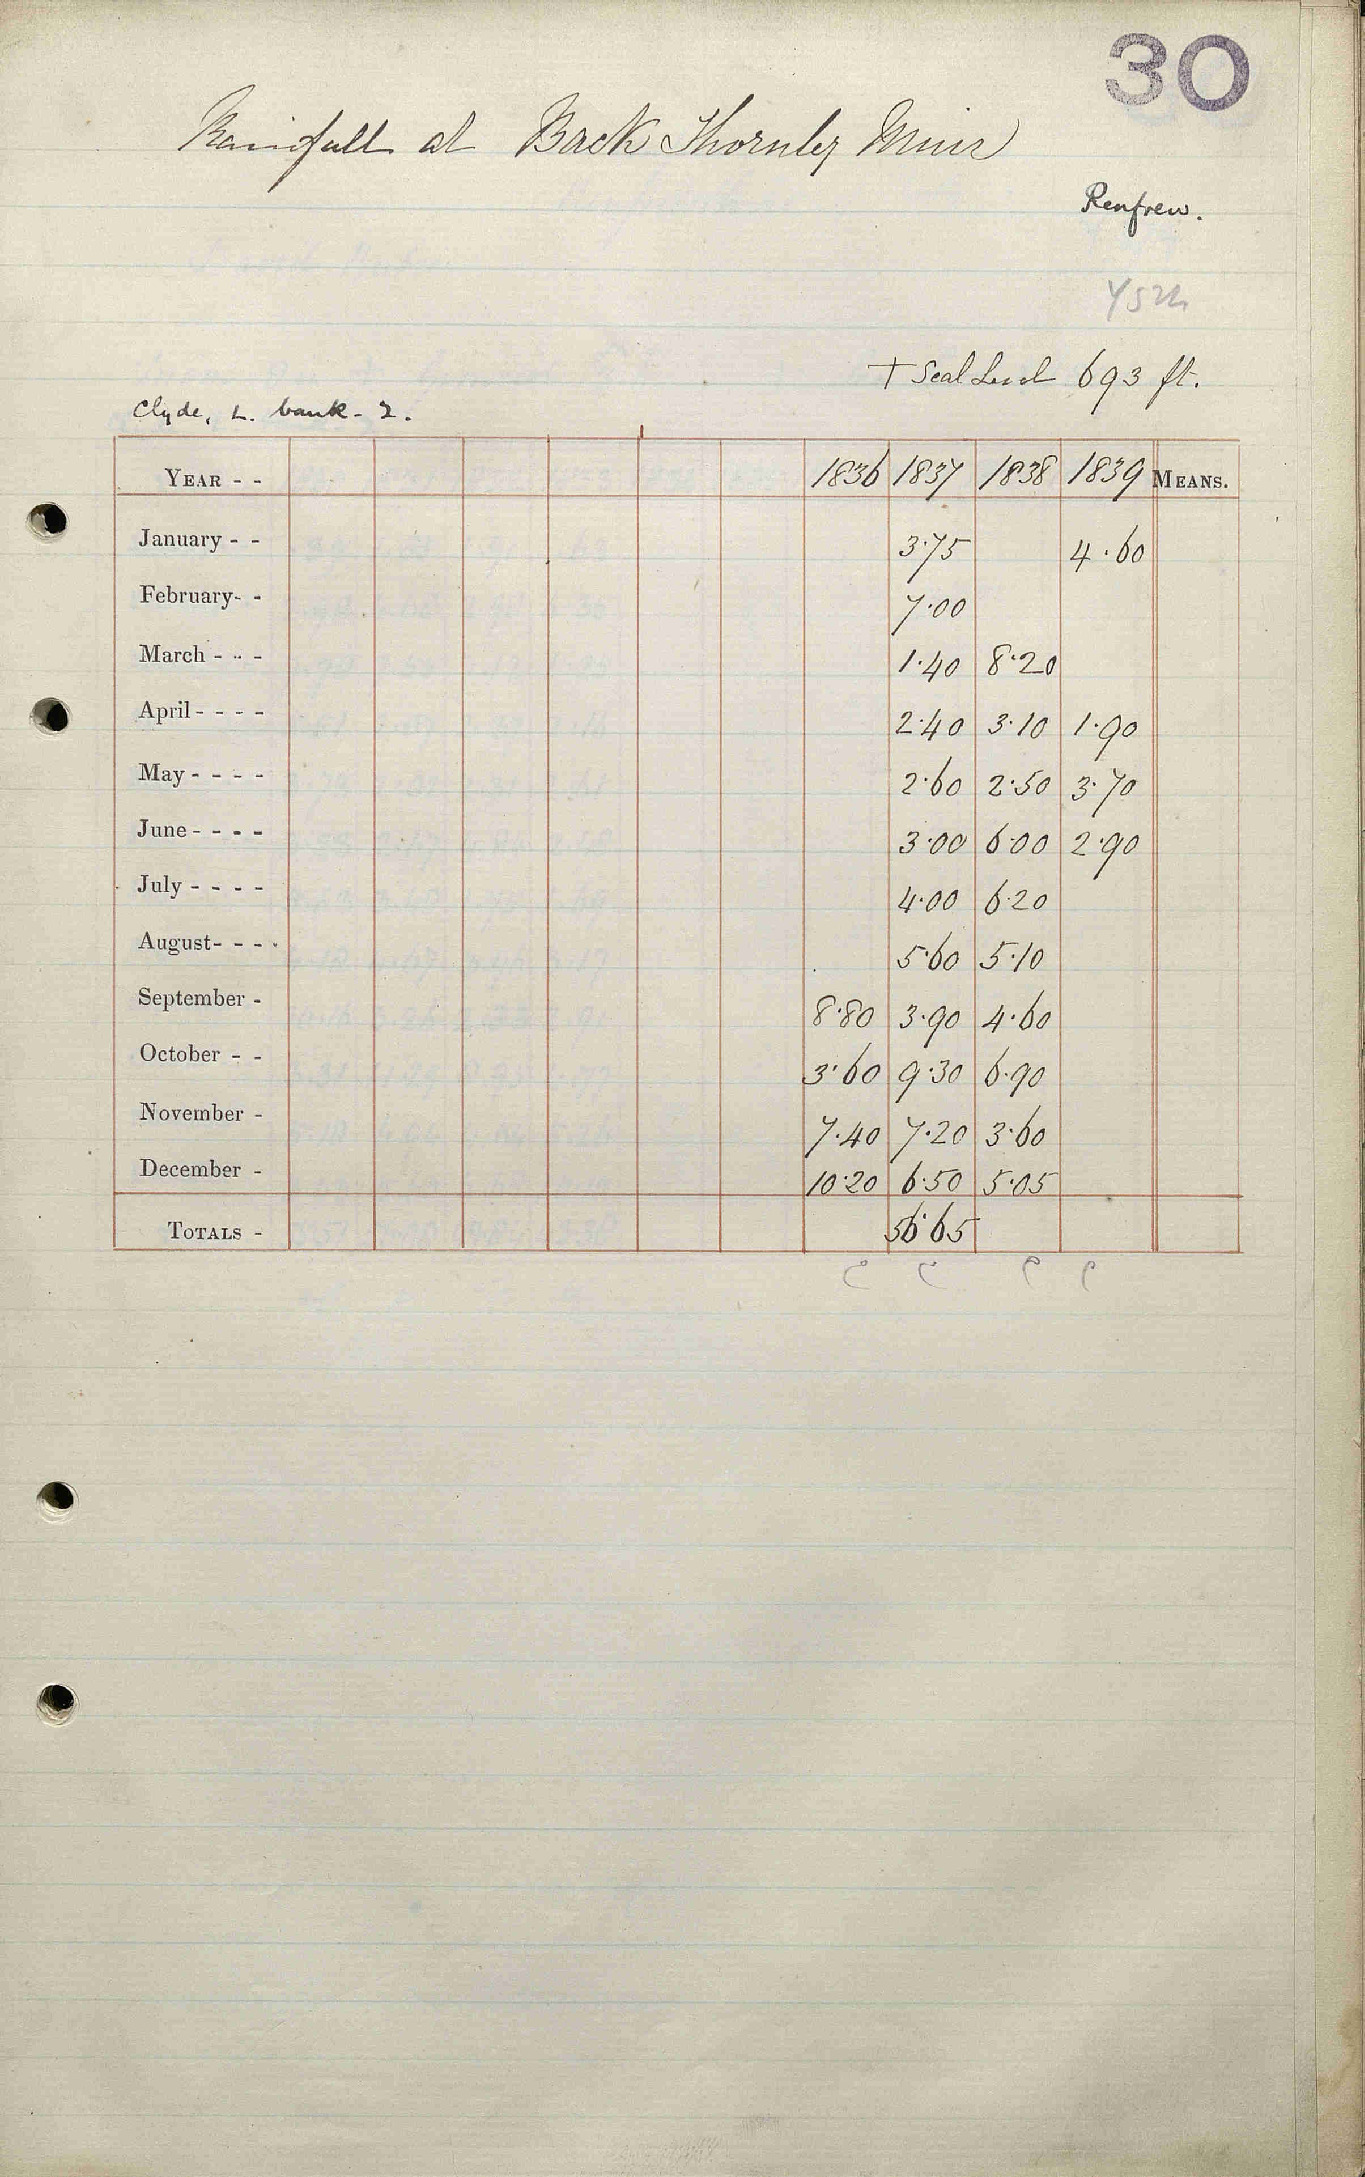 30
Rainfall at Back Thornley Muir
Renfrew.
+ Sea Level 693 ft.
Clyde, L. bank - 2.
YEAR - - 1836 1837 1838 1839 MEANS.
January - - 3·75 4·60
February- - 7·00
March - - - 1·40 8·20
April - - - - 2·40 3·10 1·90
May - - - - 2·60 2·50 3·70
June - - - - 3·00 6·00 2·90
July - - - - 4·00 6·20
August- - - - 5·60 5·10
September - 8·80 3·90 4·60
October - - 3·60 9·30 6·90
November - 7·40 7·20 3·60
December - 10·20 6·50 5·05
TOTALS - 56·65